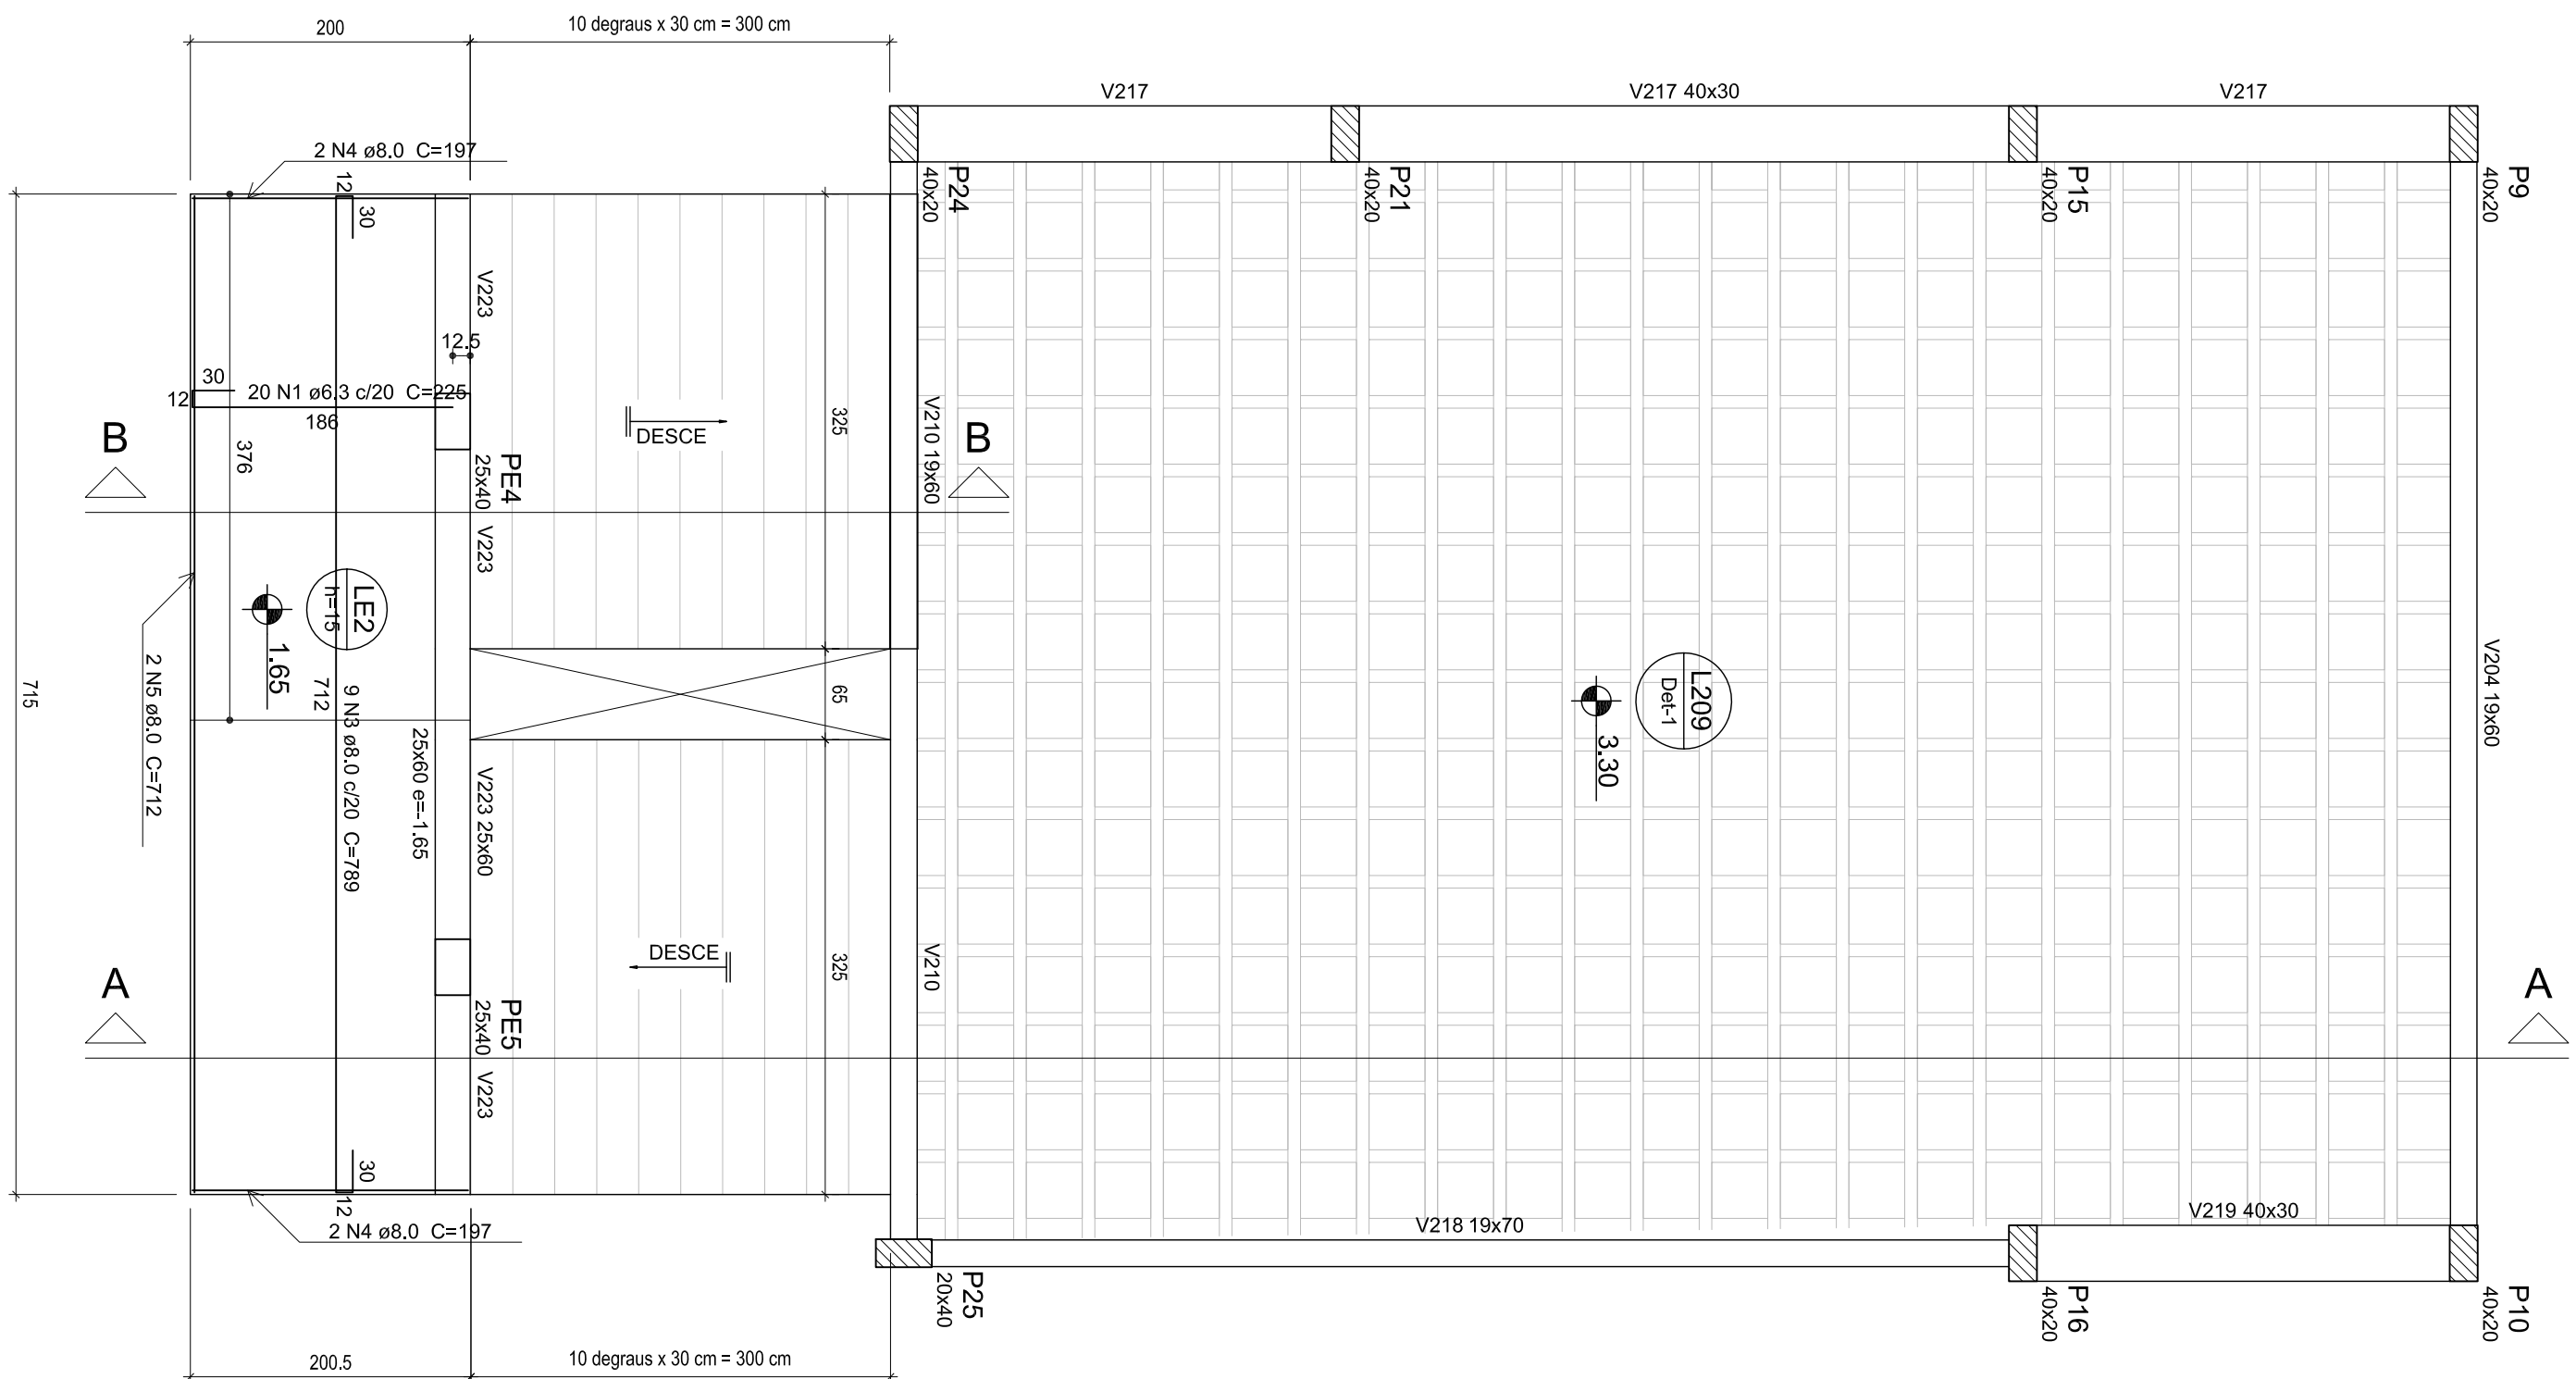 200
10 degraus x 30 cm = 300 cm
V217
V217 40x30
V217
2 N4 ø8.0 C=197
12
30
P24
40x20
P21
40x20
P15
40x20
P9
40x20
V223
12.5
30
12
20 N1 ø6.3 c/20 C=225
186
376
B
PE4
25x40
DESCE
325
V210 19x60
B
V223
LE2
h=15
1.65
712
9 N3 ø8.0 c/20 C=789
2 N5 ø8.0 C=712
715
65
25x60 e=-1.65
V223 25x60
L209
Det-1
3.30
V204 19x60
DESCE
325
V210
A
PE5
25x40
V223
A
30
12
2 N4 ø8.0 C=197
V218 19x70
V219 40x30
P25
20x40
P16
40x20
P10
40x20
200.5
10 degraus x 30 cm = 300 cm